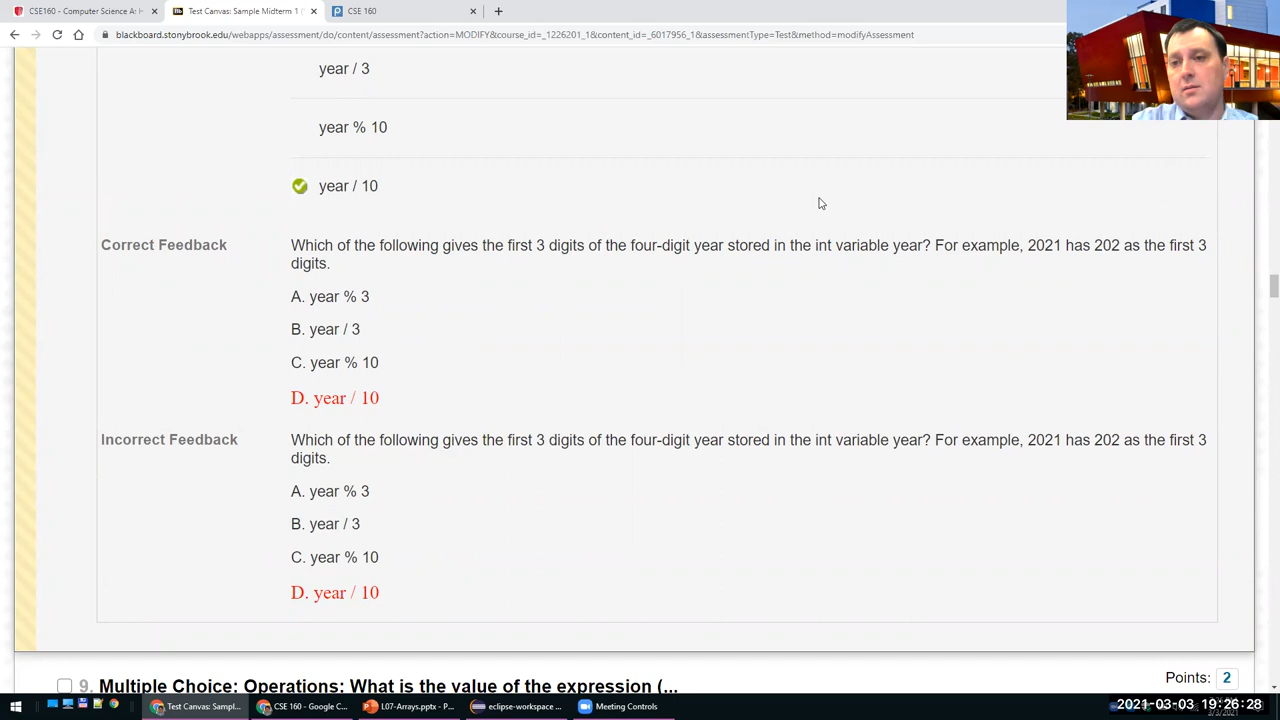 CSE160 - Computer Science A: H
Test Canvas: Sample Midterm 1 (
CSE 160
blackboard.stonybrook.edu/webapps/assessment/do/content/assessment?action=MODIFY&course_id=_1226201_1&content_id=_6017956_1&assessmentType=Test&method=modifyAssessment
year / 3
year % 10
year / 10
Correct Feedback
Which of the following gives the first 3 digits of the four-digit year stored in the int variable year? For example, 2021 has 202 as the first 3
digits.
A. year % 3
B. year / 3
C. year % 10
D. year / 10
Incorrect Feedback
Which of the following gives the first 3 digits of the four-digit year stored in the int variable year? For example, 2021 has 202 as the first 3
digits.
A. year % 3
B. year / 3
C. year % 10
D. year / 10
9. Multiple Choice: Operations: What is the value of the expression (...
Points: 2
Test Canvas: Sampl...
CSE 160 - Google C...
L07-Arrays.pptx - P...
eclipse-workspace ...
Meeting Controls
2021-03-03 19:26:28
3/3/2021